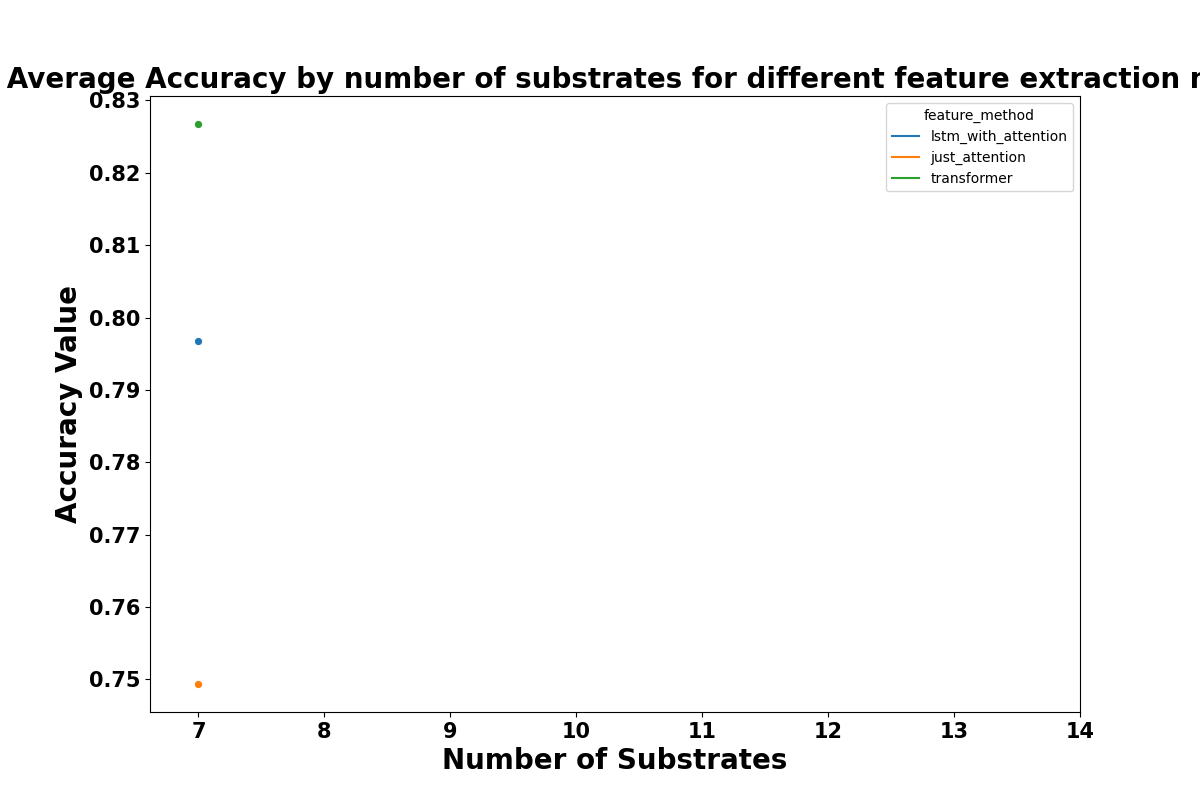 Average Accuracy by number of substrates for different feature extraction
0.83
0.82
0.81
0.80
0.79
0.78
0.77
0.76
0.75
Accuracy Value
feature_method
lstm_with_attention
just_attention
transformer
7 8 9 10 11 12 13 14
Number of Substrates